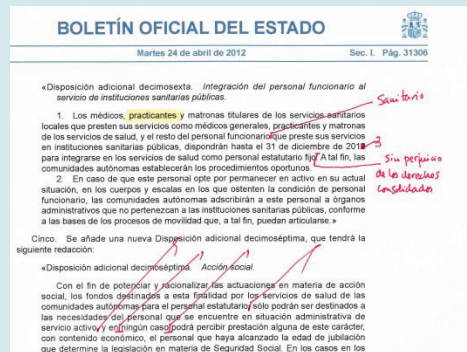 BOLETÍN OFICIAL DEL ESTADO
Martes 24 de abril de 2012 Sec. I. Pág. 31306
«Disposición adicional decimosexta. Integración del personal funcionario al
servicio de instituciones sanitarias públicas.
Sanitario
1. Los médicos, practicantes y matronas titulares de los servicios sanitarios
locales que presten sus servicios como médicos generales, practicantes y matronas
de los servicios de salud, y el resto del personal funcionario que preste sus servicios
en instituciones sanitarias públicas, dispondrán hasta el 31 de diciembre de 2012
3
para integrarse en los servicios de salud como personal estatutario fijo. A tal fin, las
comunidades autónomas establecerán los procedimientos oportunos.
Sin perjuicio
de los derechos
consolidados
2. En caso de que este personal opte por permanecer en activo en su actual
situación, en los cuerpos y escalas en los que ostenten la condición de personal
funcionario, las comunidades autónomas adscribirán a este personal a órganos
administrativos que no pertenezcan a las instituciones sanitarias públicas, conforme
a las bases de los procesos de movilidad que, a tal fin, puedan articularse.»
Cinco. Se añade una nueva Disposición adicional decimoséptima, que tendrá la
siguiente redacción:
«Disposición adicional decimoséptima. Acción social.
Con el fin de potenciar y racionalizar las actuaciones en materia de acción
social, los fondos destinados a esta finalidad por los servicios de salud de las
comunidades autónomas para el personal estatutario, sólo podrán ser destinados a
las necesidades del personal que se encuentre en situación administrativa de
servicio activo, y en ningún caso podrá percibir prestación alguna de este carácter,
con contenido económico, el personal que haya alcanzado la edad de jubilación
que determine la legislación en materia de Seguridad Social. En los casos en los